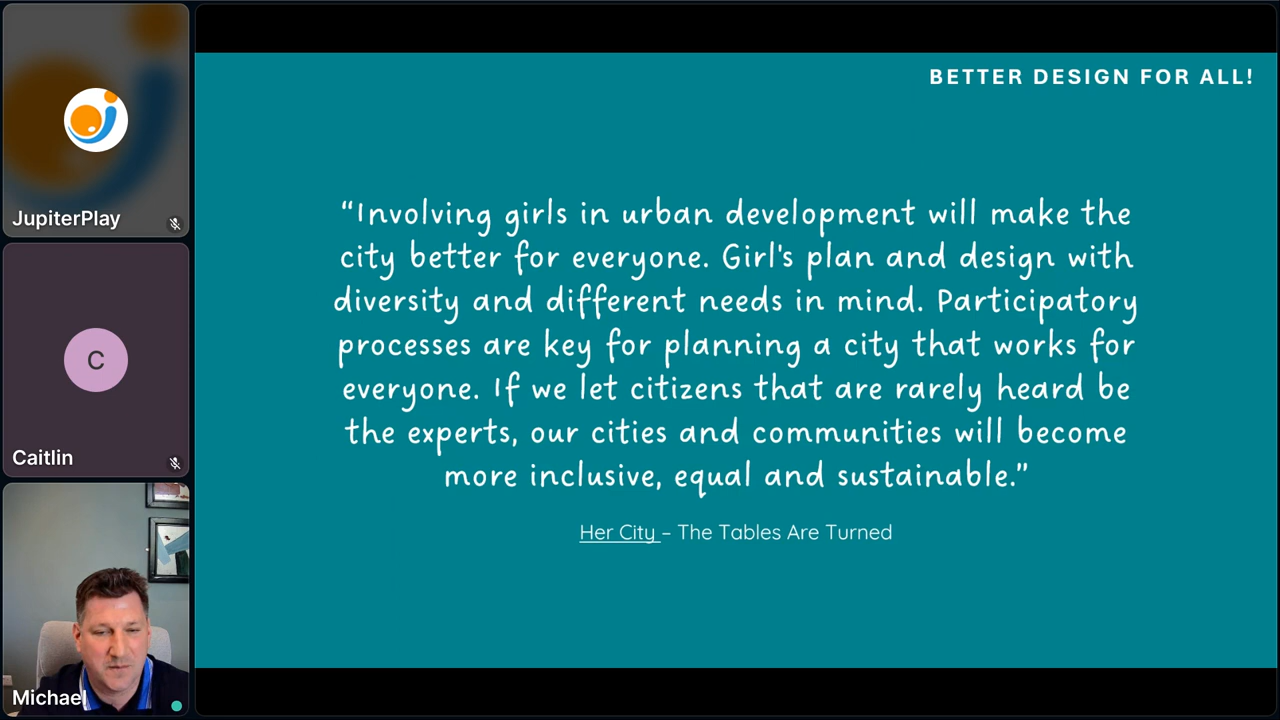 JupiterPlay
C
Caitlin
Michael
BETTER DESIGN FOR ALL!
“Involving girls in urban development will make the
city better for everyone. Girl's plan and design with
diversity and different needs in mind. Participatory
processes are key for planning a city that works for
everyone. If we let citizens that are rarely heard be
the experts, our cities and communities will become
more inclusive, equal and sustainable.”
Her City – The Tables Are Turned